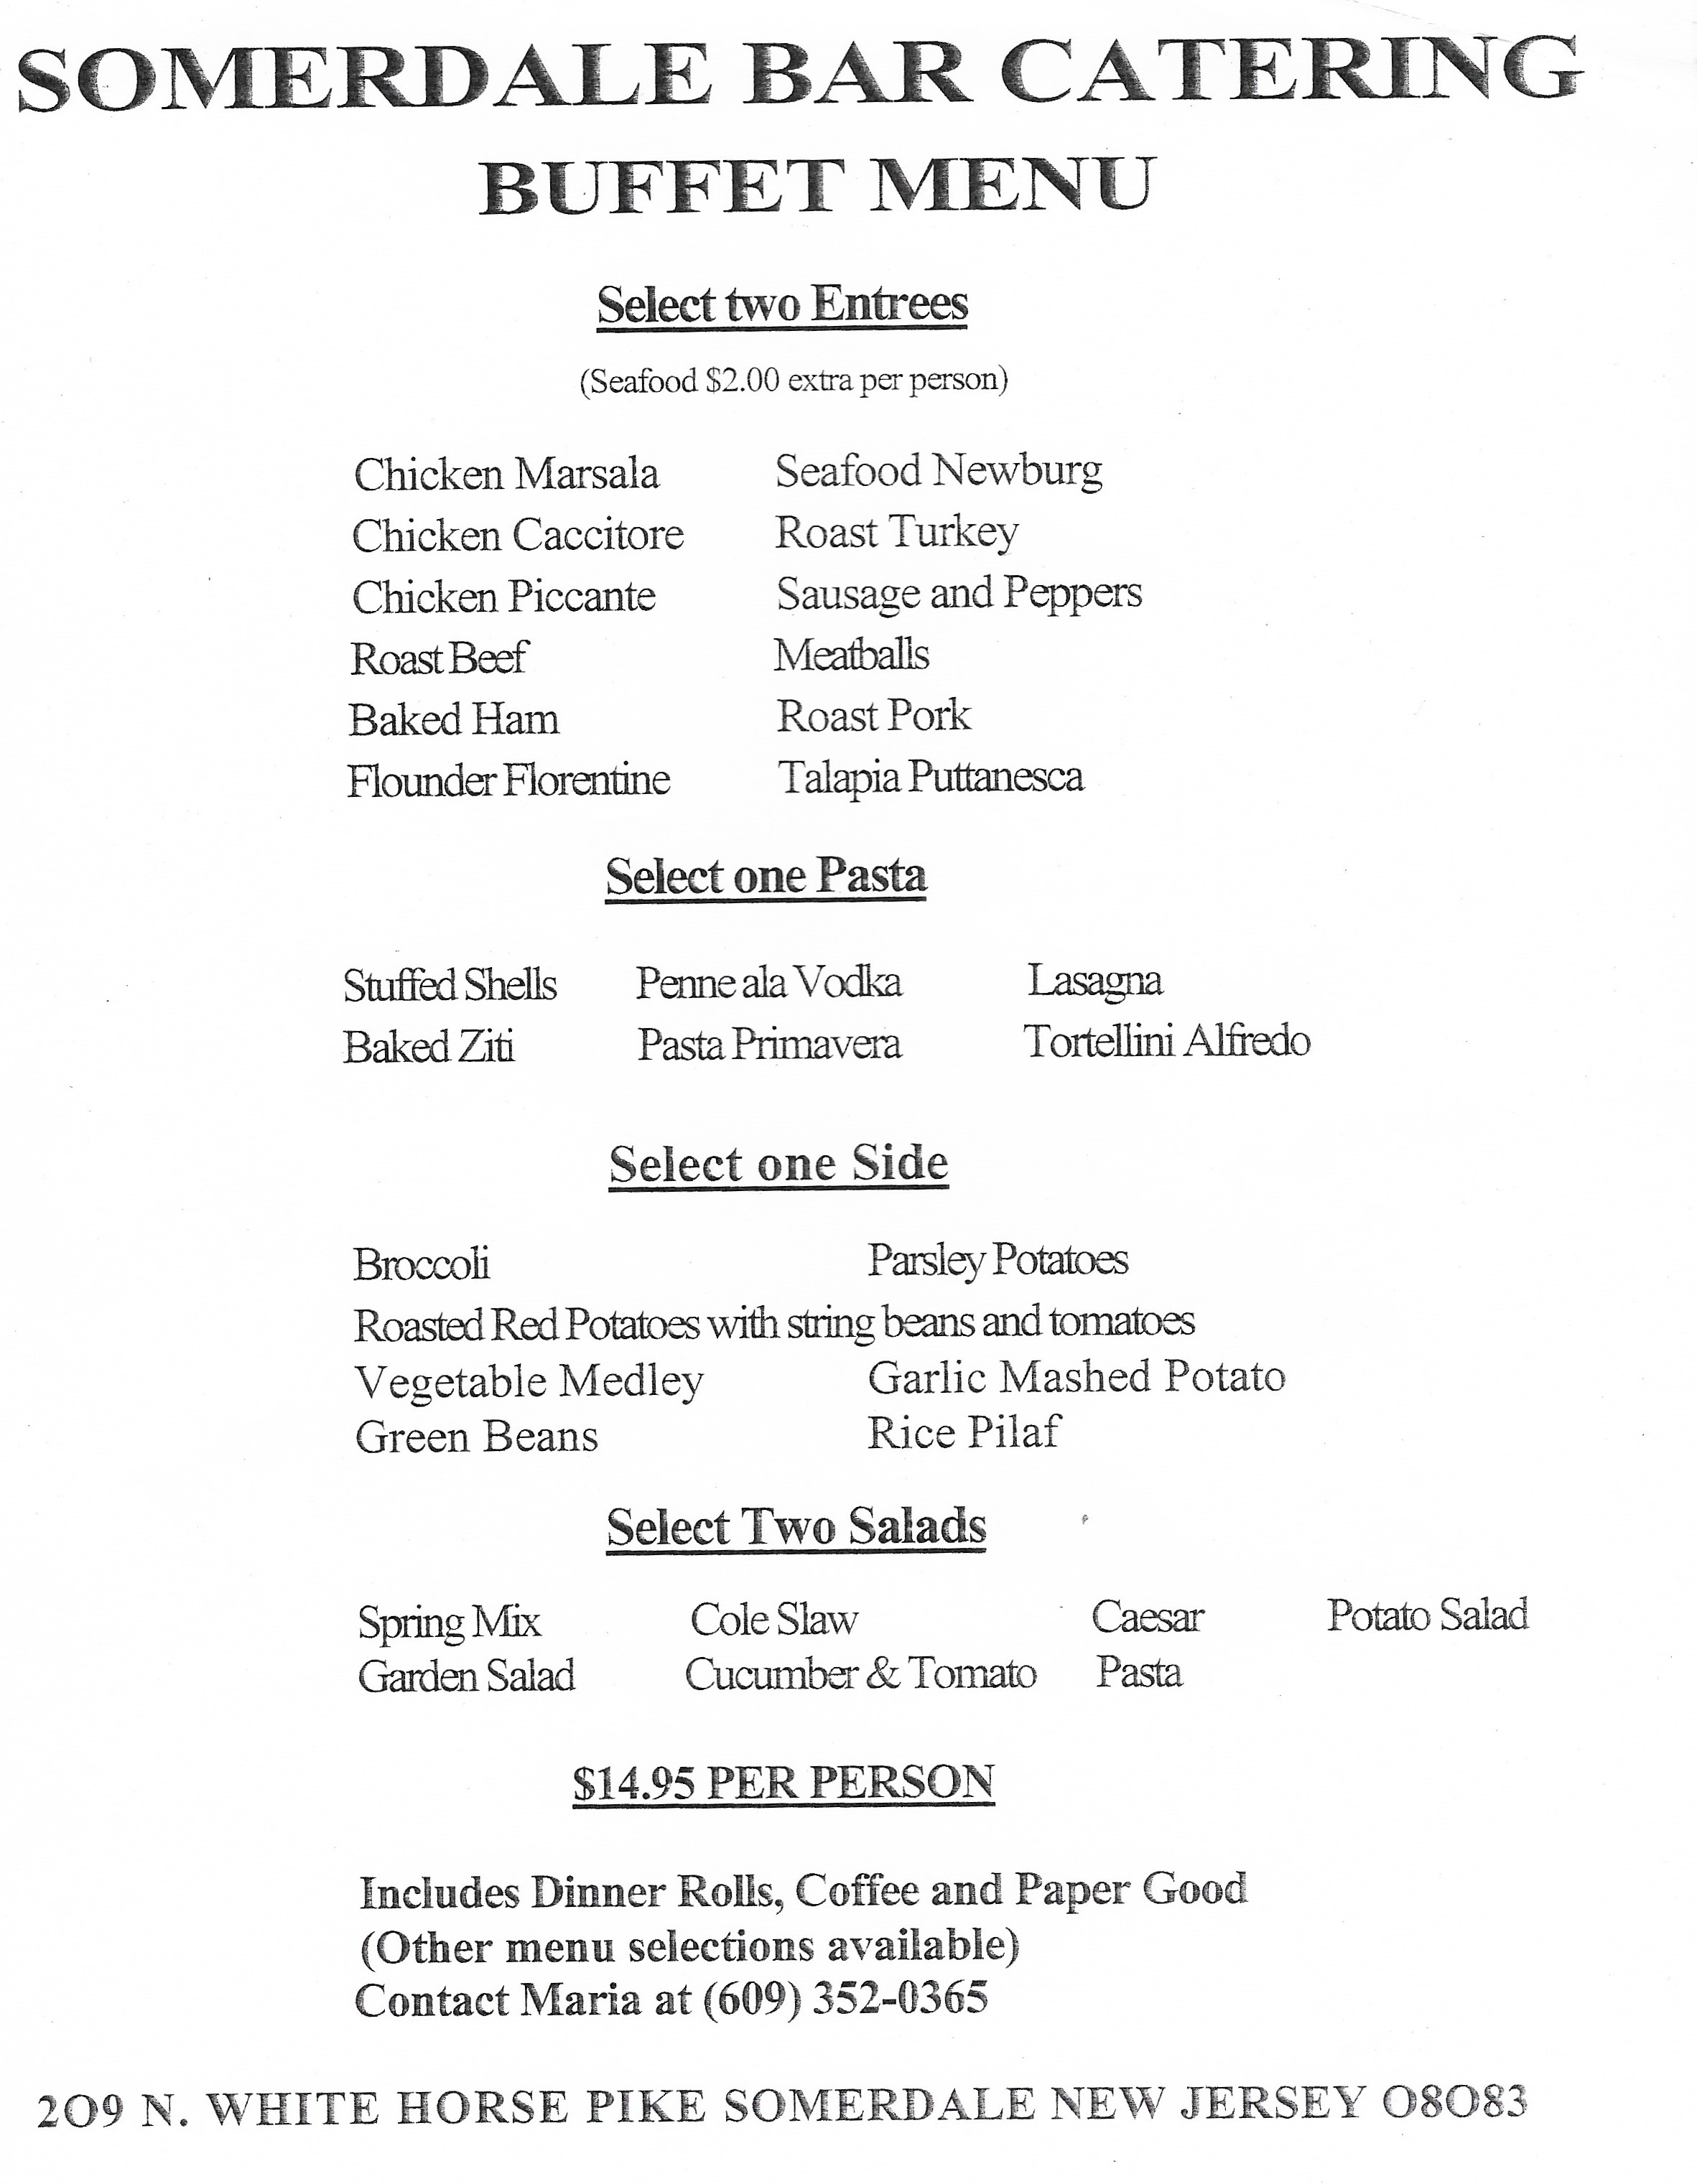 SOMERDALE BAR CATERING
BUFFET MENU
Select two Entrees
(Seafood $2.00 extra per person)
Chicken Marsala Seafood Newburg
Chicken Caccitore Roast Turkey
Chicken Piccante Sausage and Peppers
Roast Beef Meatballs
Baked Ham Roast Pork
Flounder Florentine Talapia Puttanesca
Select one Pasta
Stuffed Shells Penne ala Vodka Lasagna
Baked Ziti Pasta Primavera Tortellini Alfredo
Select one Side
Broccoli Parsley Potatoes
Roasted Red Potatoes with string beans and tomatoes
Vegetable Medley Garlic Mashed Potato
Green Beans Rice Pilaf
Select Two Salads
Spring Mix Cole Slaw Caesar Potato Salad
Garden Salad Cucumber & Tomato Pasta
$14.95 PER PERSON
Includes Dinner Rolls, Coffee and Paper Good
(Other menu selections available)
Contact Maria at (609) 352-0365
209 N. WHITE HORSE PIKE SOMERDALE NEW JERSEY 08083